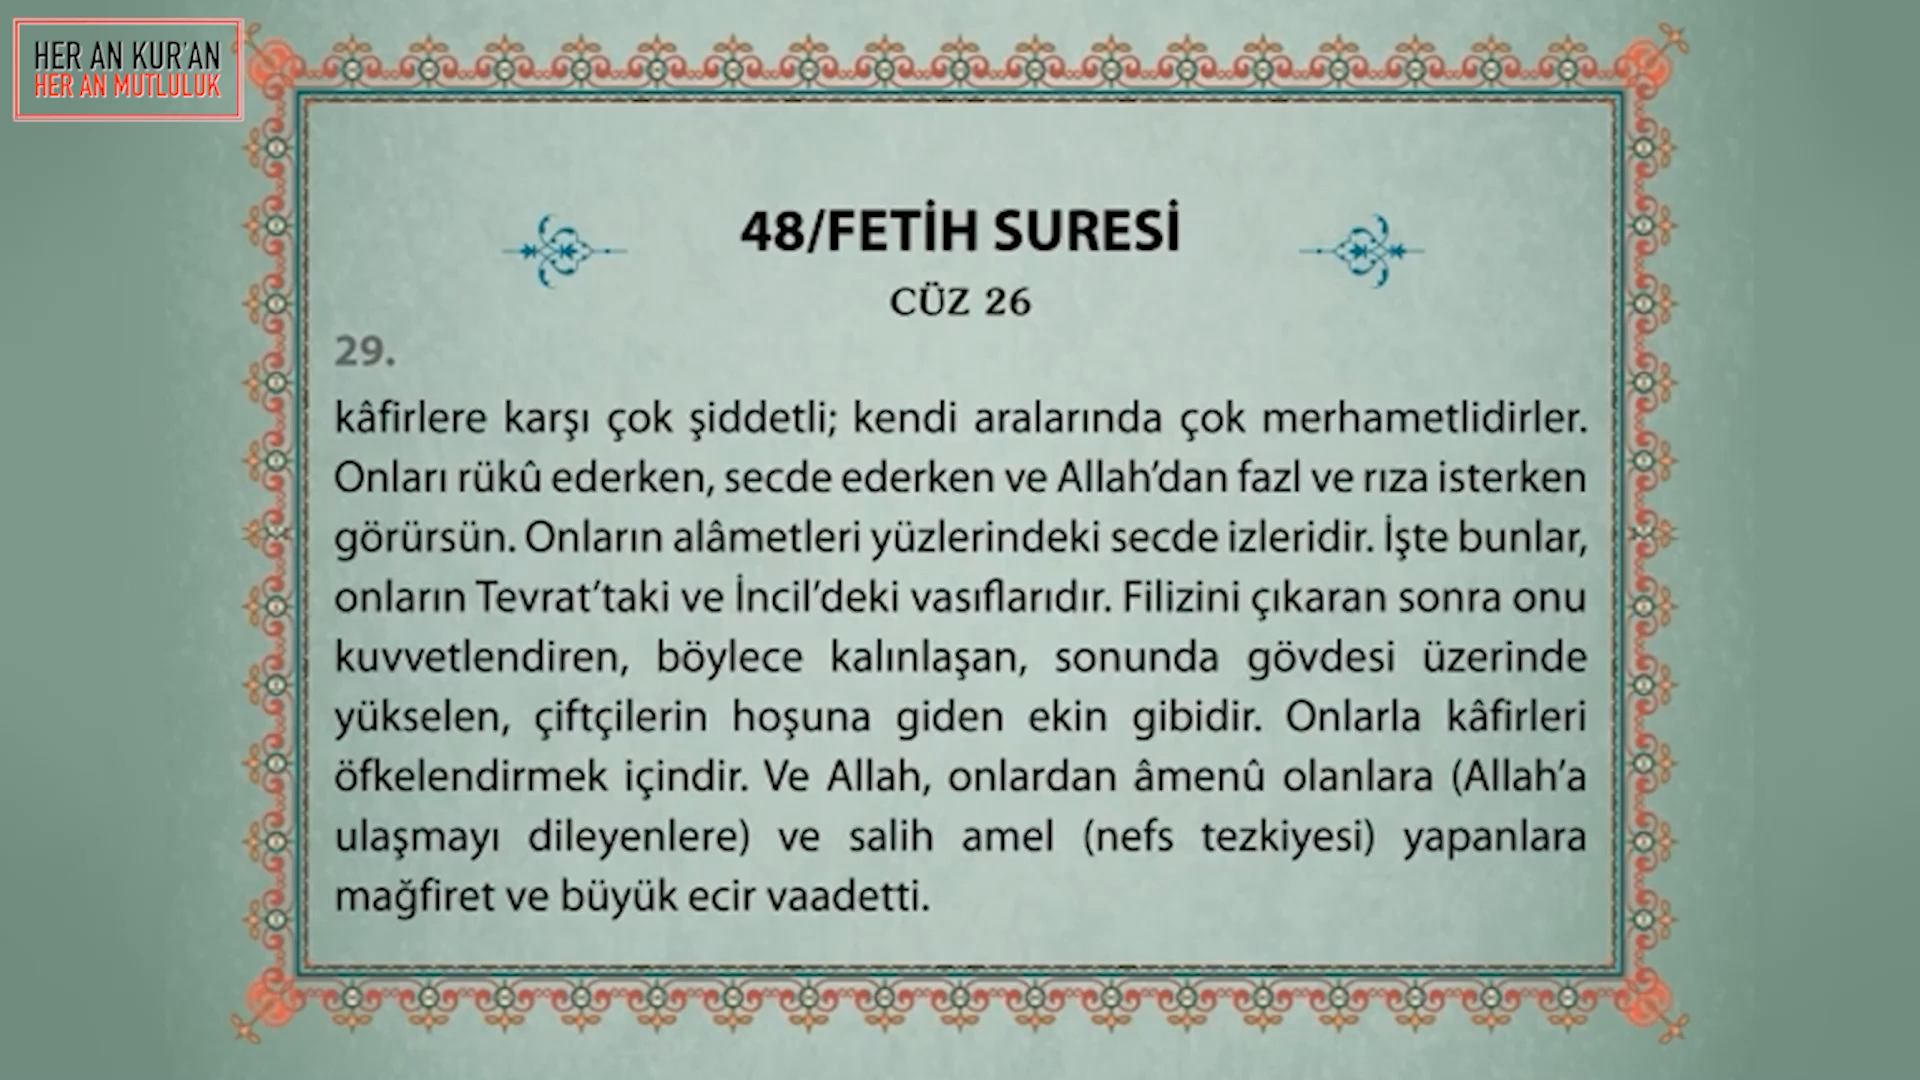 HER AN KUR'AN
HER AN MUTLULUK
48/FETİH SURESİ
CÜZ 26
29.
kâfirlere karşı çok şiddetli; kendi aralarında çok merhametlidirler.
Onları rükû ederken, secde ederken ve Allah’dan fazl ve rıza isterken
görürsün. Onların alâmetleri yüzlerindeki secde izleridir. İşte bunlar,
onların Tevrat’taki ve İncil’deki vasıflarıdır. Filizini çıkaran sonra onu
kuvvetlendiren, böylece kalınlaşan, sonunda gövdesi üzerinde
yükselen, çiftçilerin hoşuna giden ekin gibidir. Onlarla kâfirleri
öfkelendirmek içindir. Ve Allah, onlardan âmenû olanlara (Allah’a
ulaşmayı dileyenlere) ve salih amel (nefs tezkiyesi) yapanlara
mağfiret ve büyük ecir vaadetti.